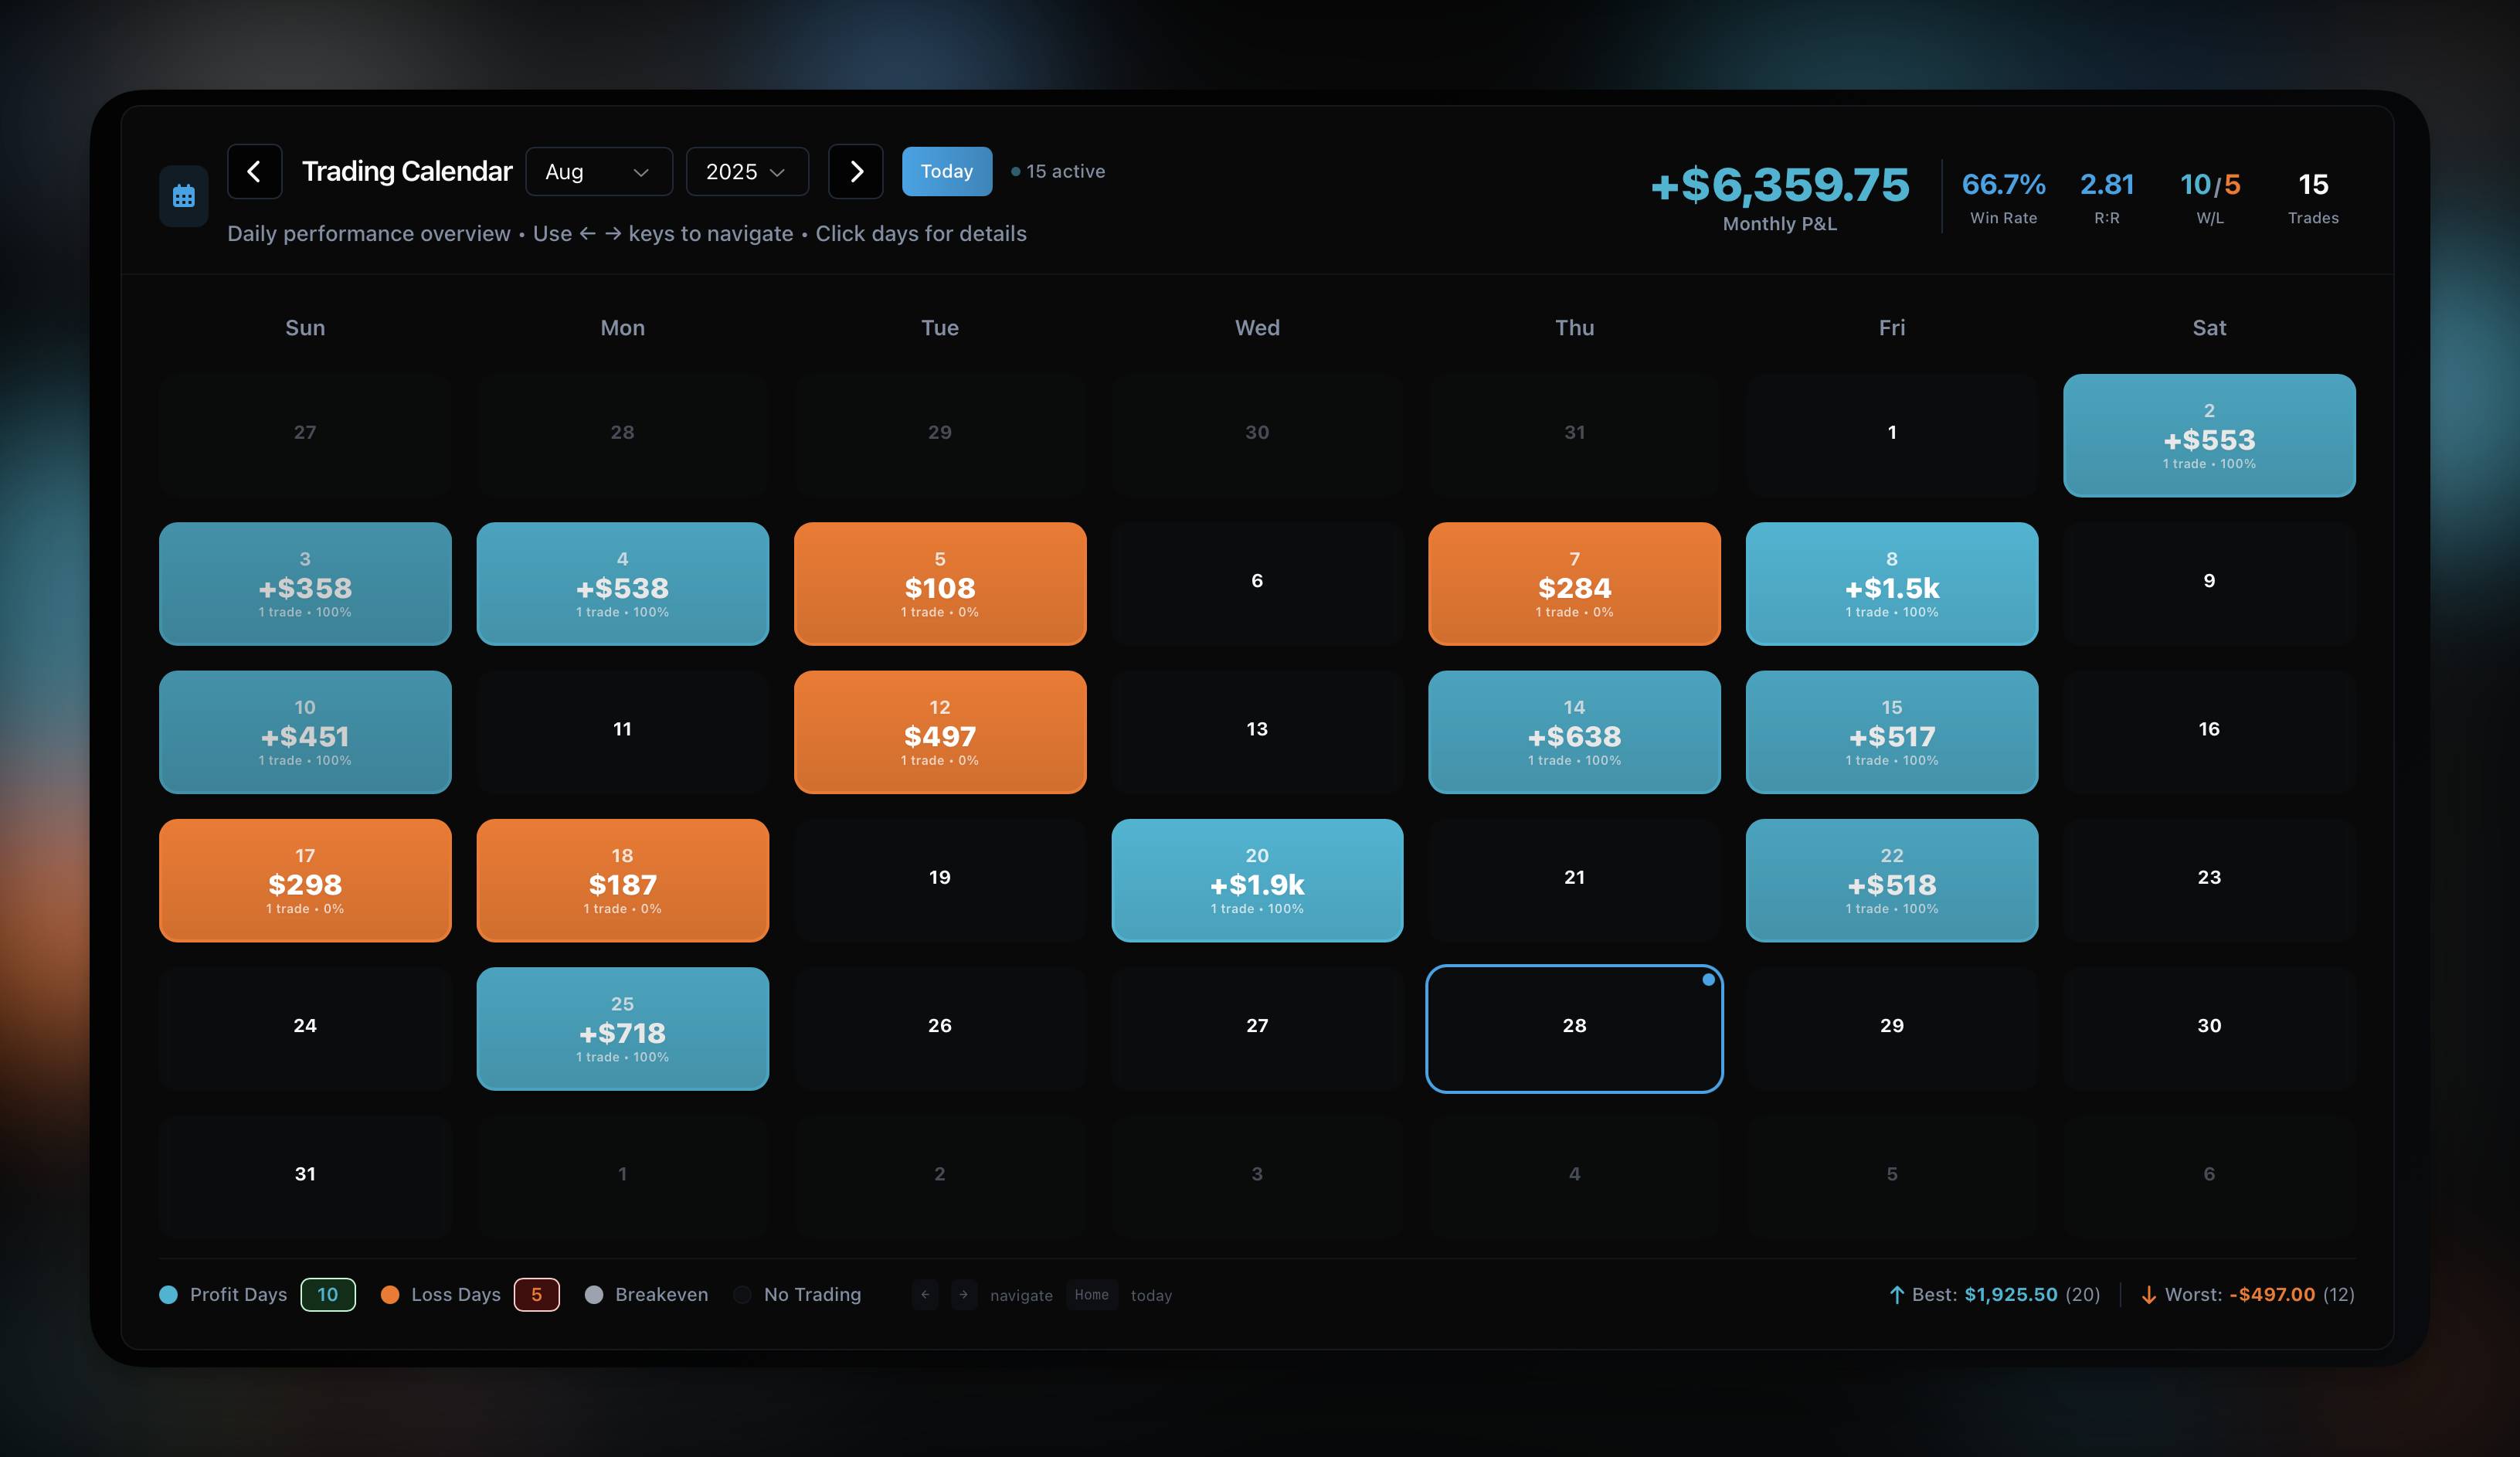 Trading Calendar
Aug
2025
Today
15 active
Daily performance overview • Use ← → keys to navigate • Click days for details
+$6,359.75
Monthly P&L
66.7%
Win Rate
2.81
R:R
10/5
W/L
15
Trades
Sun Mon Tue Wed Thu Fri Sat
27
28
29
30
31
1
2
+$553
1 trade • 100%
3
+$358
1 trade • 100%
4
+$538
1 trade • 100%
5
$108
1 trade • 0%
6
7
$284
1 trade • 0%
8
+$1.5k
1 trade • 100%
9
10
+$451
1 trade • 100%
11
12
$497
1 trade • 0%
13
14
+$638
1 trade • 100%
15
+$517
1 trade • 100%
16
17
$298
1 trade • 0%
18
$187
1 trade • 0%
19
20
+$1.9k
1 trade • 100%
21
22
+$518
1 trade • 100%
23
24
25
+$718
1 trade • 100%
26
27
28
29
30
31
1
2
3
4
5
6
Profit Days 10 Loss Days 5 Breakeven No Trading ← → navigate Home today
↑ Best: $1,925.50 (20) ↓ Worst: -$497.00 (12)